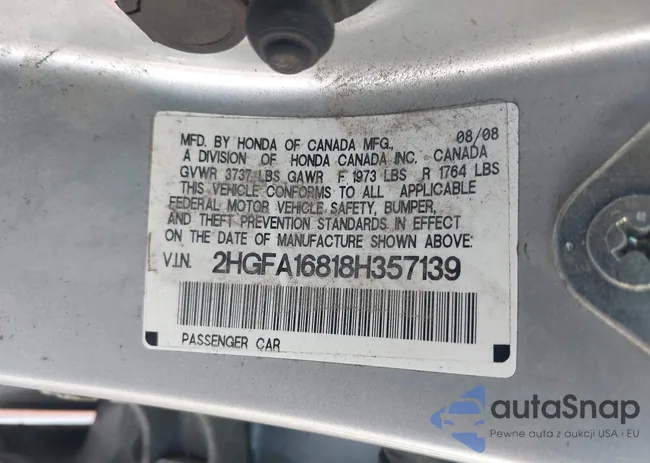 MFD. BY HONDA OF CANADA MFG., 08/08
A DIVISION OF HONDA CANADA INC. CANADA
GVWR 3737 LBS GAWR F 1973 LBS R 1764 LBS
THIS VEHICLE CONFORMS TO ALL APPLICABLE
FEDERAL MOTOR VEHICLE SAFETY, BUMPER,
AND THEFT PREVENTION STANDARDS IN EFFECT
ON THE DATE OF MANUFACTURE SHOWN ABOVE.
V.I.N. 2HGFA16818H357139
PASSENGER CAR
autaSnap
Pewne auta z aukcji USA i EU